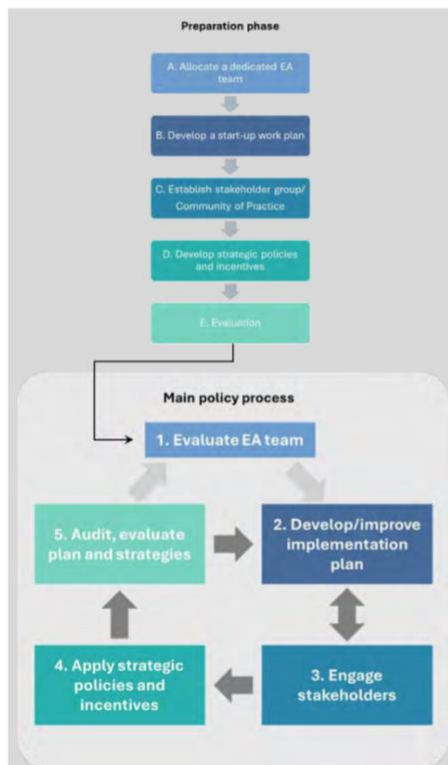 Preparation phase
A. Allocate a dedicated EA
team
B. Develop a start-up work plan
C. Establish stakeholder group/
Community of Practice
D. Develop strategic policies
and incentives
E. Evaluation
Main policy process
1. Evaluate EA team
5. Audit, evaluate
plan and strategies
2. Develop/improve
implementation
plan
4. Apply strategic
policies and
incentives
3. Engage
stakeholders